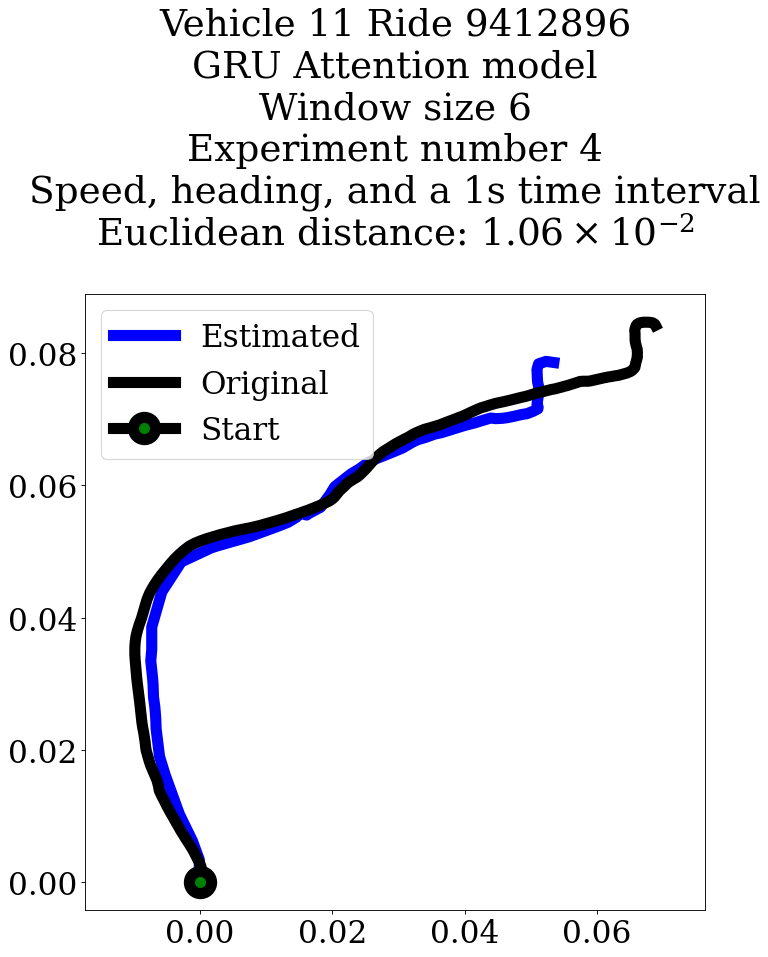 Vehicle 11 Ride 9412896
GRU Attention model
Window size 6
Experiment number 4
Speed, heading, and a 1s time interval
Euclidean distance: 1.06 × 10⁻²
Estimated
Original
Start
0.08
0.06
0.04
0.02
0.00
0.00 0.02 0.04 0.06